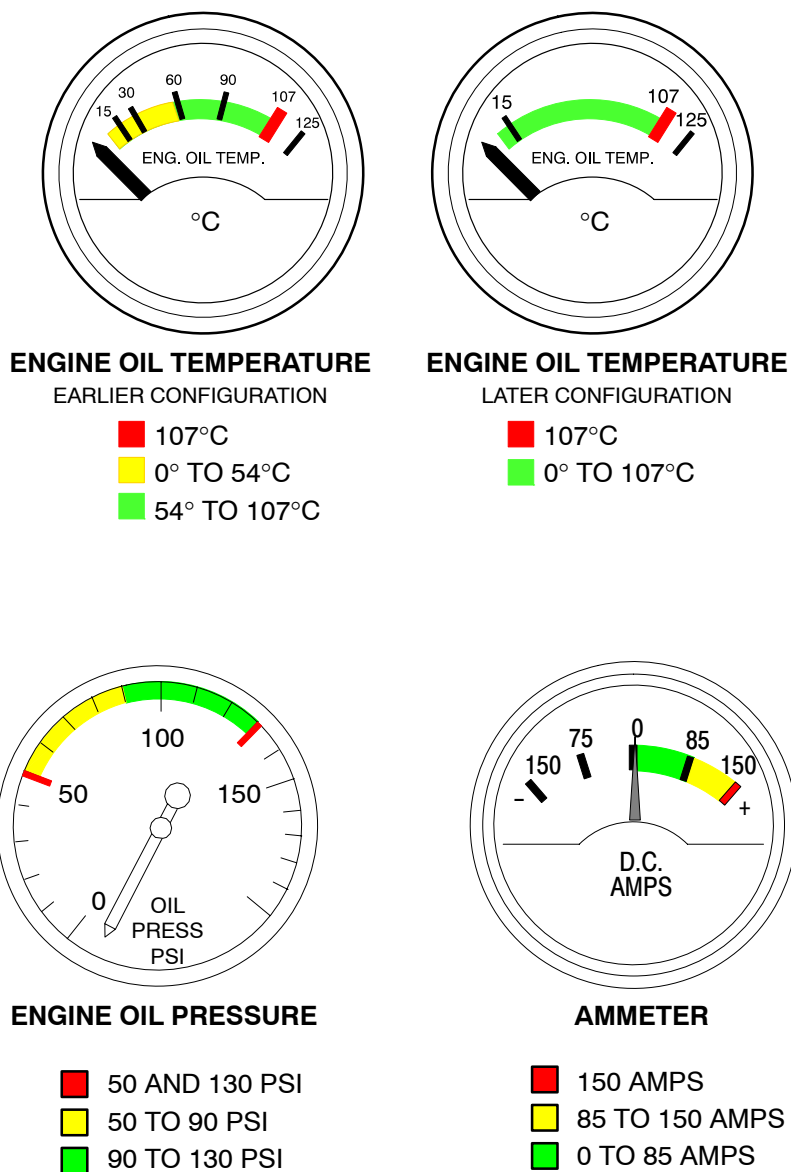 15
30
60
90
107
125
ENG. OIL TEMP.
°C
15
107
125
ENG. OIL TEMP.
°C
ENGINE OIL TEMPERATURE
EARLIER CONFIGURATION
107°C
0° TO 54°C
54° TO 107°C
ENGINE OIL TEMPERATURE
LATER CONFIGURATION
107°C
0° TO 107°C
0
50
100
150
OIL
PRESS
PSI
ENGINE OIL PRESSURE
50 AND 130 PSI
50 TO 90 PSI
90 TO 130 PSI
150
75
0
85
150
–
+
D.C.
AMPS
AMMETER
150 AMPS
85 TO 150 AMPS
0 TO 85 AMPS